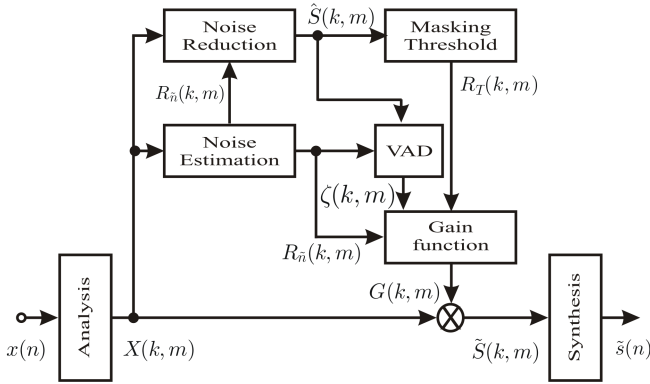 Noise
Reduction
Ŝ(k, m)
Masking
Threshold
R_ñ(k, m)
R_T(k, m)
Noise
Estimation
VAD
ζ(k, m)
Gain
function
R_ñ(k, m)
G(k, m)
Analysis
Synthesis
x(n)
X(k, m)
S̃(k, m)
s̃(n)